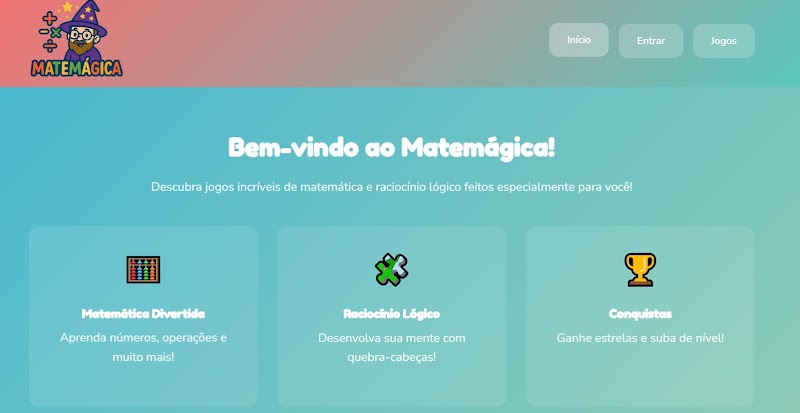 MATEMÁGICA
Início
Entrar
Jogos
Bem-vindo ao Matemágica!
Descubra jogos incríveis de matemática e raciocínio lógico feitos especialmente para você!
Matemática Divertida
Aprenda números, operações e
muito mais!
Raciocínio Lógico
Desenvolva sua mente com
quebra-cabeças!
Conquistas
Ganhe estrelas e suba de nível!